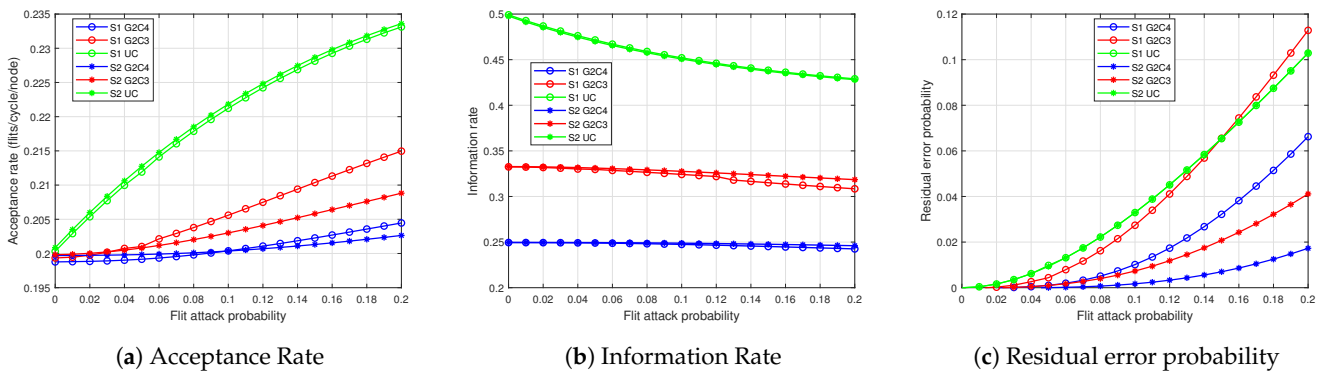 0.235
0.23
0.225
0.22
0.215
0.21
0.205
0.2
0.195
Acceptance rate (flits/cycle/node)
S1 G2C4
S1 G2C3
S1 UC
S2 G2C4
S2 G2C3
S2 UC
0 0.02 0.04 0.06 0.08 0.1 0.12 0.14 0.16 0.18 0.2
Flit attack probability
(a) Acceptance Rate
0.5
0.45
0.4
0.35
0.3
0.25
0.2
Information rate
S1 G2C4
S1 G2C3
S1 UC
S2 G2C4
S2 G2C3
S2 UC
0 0.02 0.04 0.06 0.08 0.1 0.12 0.14 0.16 0.18 0.2
Flit attack probability
(b) Information Rate
0.12
0.1
0.08
0.06
0.04
0.02
0
Residual error probability
S1 G2C4
S1 G2C3
S1 UC
S2 G2C4
S2 G2C3
S2 UC
0 0.02 0.04 0.06 0.08 0.1 0.12 0.14 0.16 0.18 0.2
Flit attack probability
(c) Residual error probability